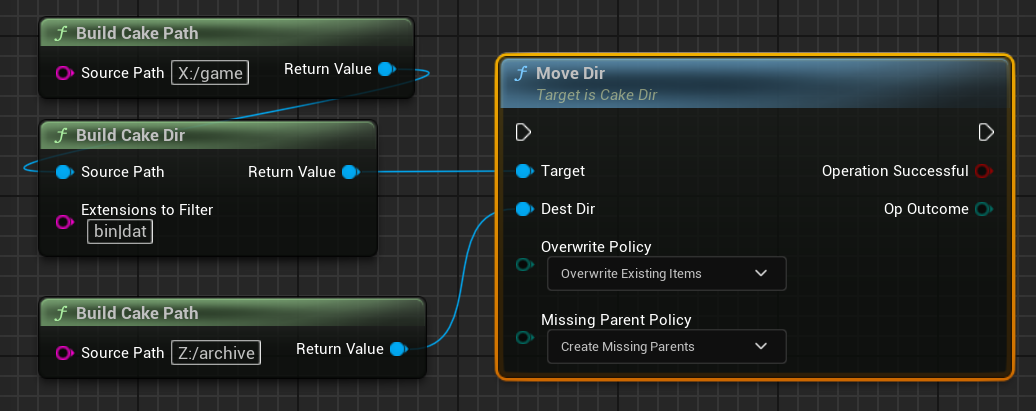 f Build Cake Path
Source Path X:/game Return Value
f Build Cake Dir
Source Path Return Value
Extensions to Filter
bin|dat
f Build Cake Path
Source Path Z:/archive Return Value
f Move Dir
Target is Cake Dir
Target Operation Successful
Dest Dir Op Outcome
Overwrite Policy
Overwrite Existing Items
Missing Parent Policy
Create Missing Parents